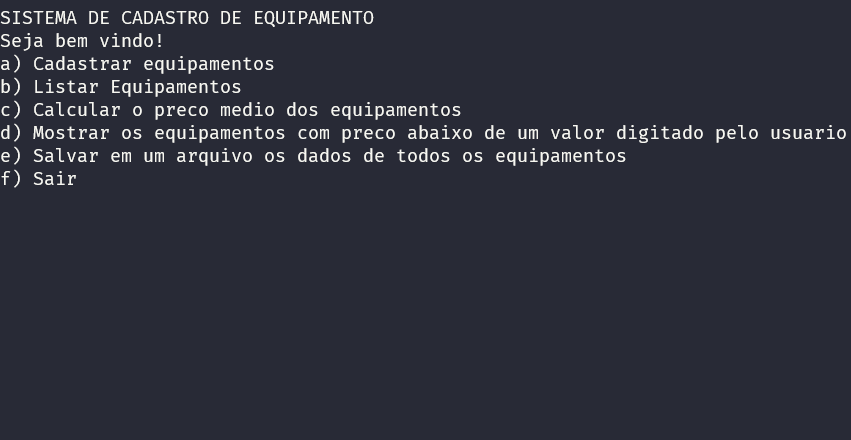 SISTEMA DE CADASTRO DE EQUIPAMENTO
Seja bem vindo!
a) Cadastrar equipamentos
b) Listar Equipamentos
c) Calcular o preco medio dos equipamentos
d) Mostrar os equipamentos com preco abaixo de um valor digitado pelo usuario
e) Salvar em um arquivo os dados de todos os equipamentos
f) Sair